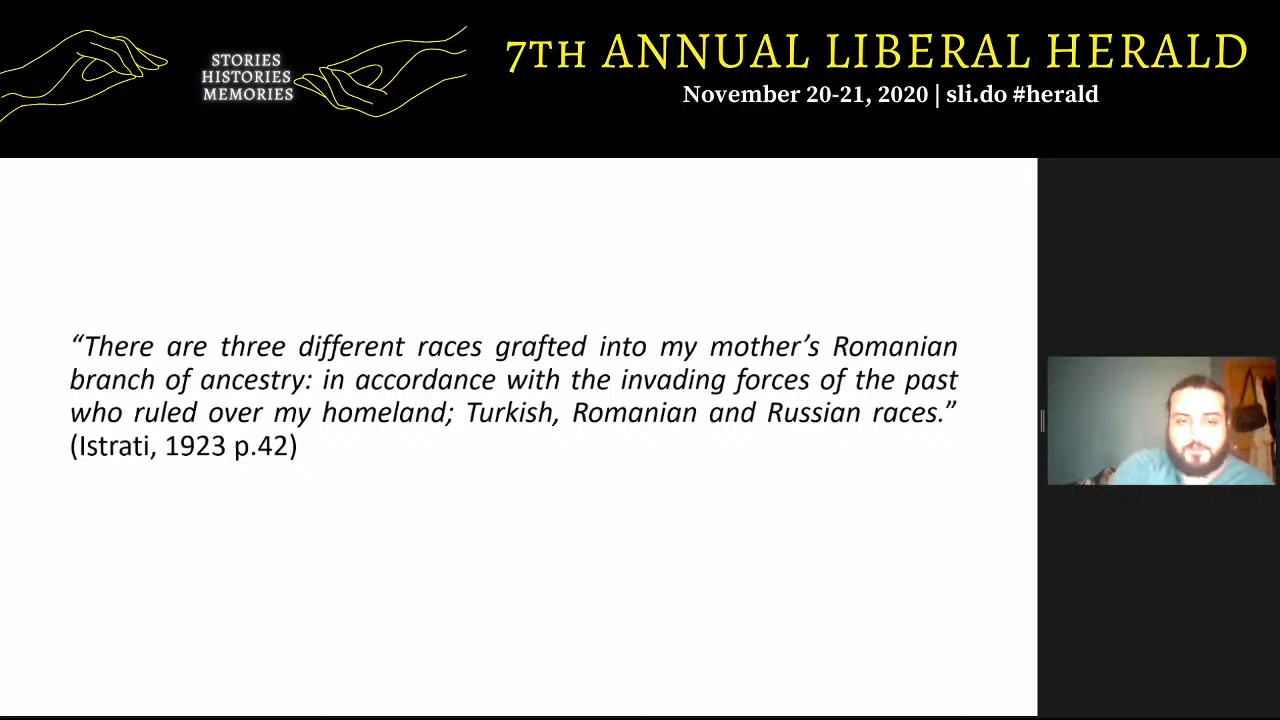 STORIES
HISTORIES
MEMORIES
7TH ANNUAL LIBERAL HERALD
November 20-21, 2020 | sli.do #herald
“There are three different races grafted into my mother’s Romanian
branch of ancestry: in accordance with the invading forces of the past
who ruled over my homeland; Turkish, Romanian and Russian races.”
(Istrati, 1923 p.42)